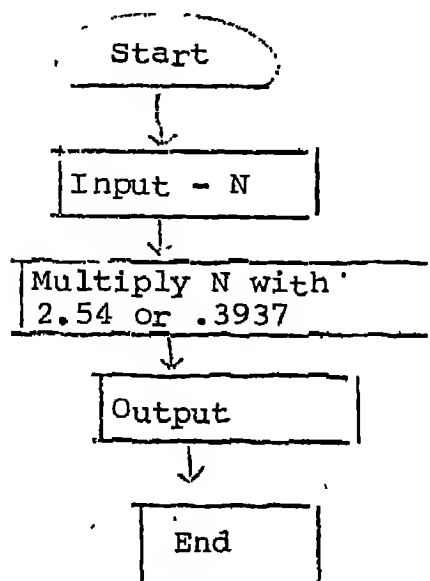 Start
Input - N
Multiply N with
2.54 or .3937
Output
End